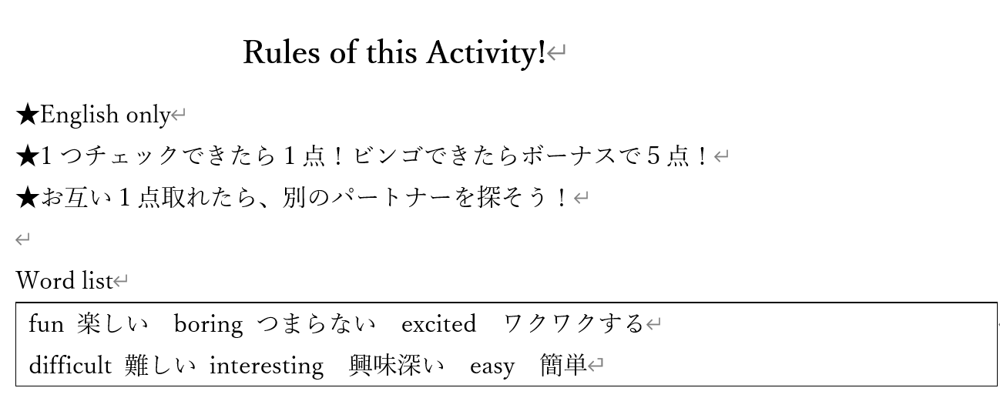 Rules of this Activity!
★English only
★1 つチェックできたら 1 点！ビンゴできたらボーナスで 5 点！
★お互い 1 点取れたら、別のパートナーを探そう！
Word list
fun 楽しい　boring つまらない　excited　ワクワクする
difficult 難しい interesting　興味深い　easy　簡単